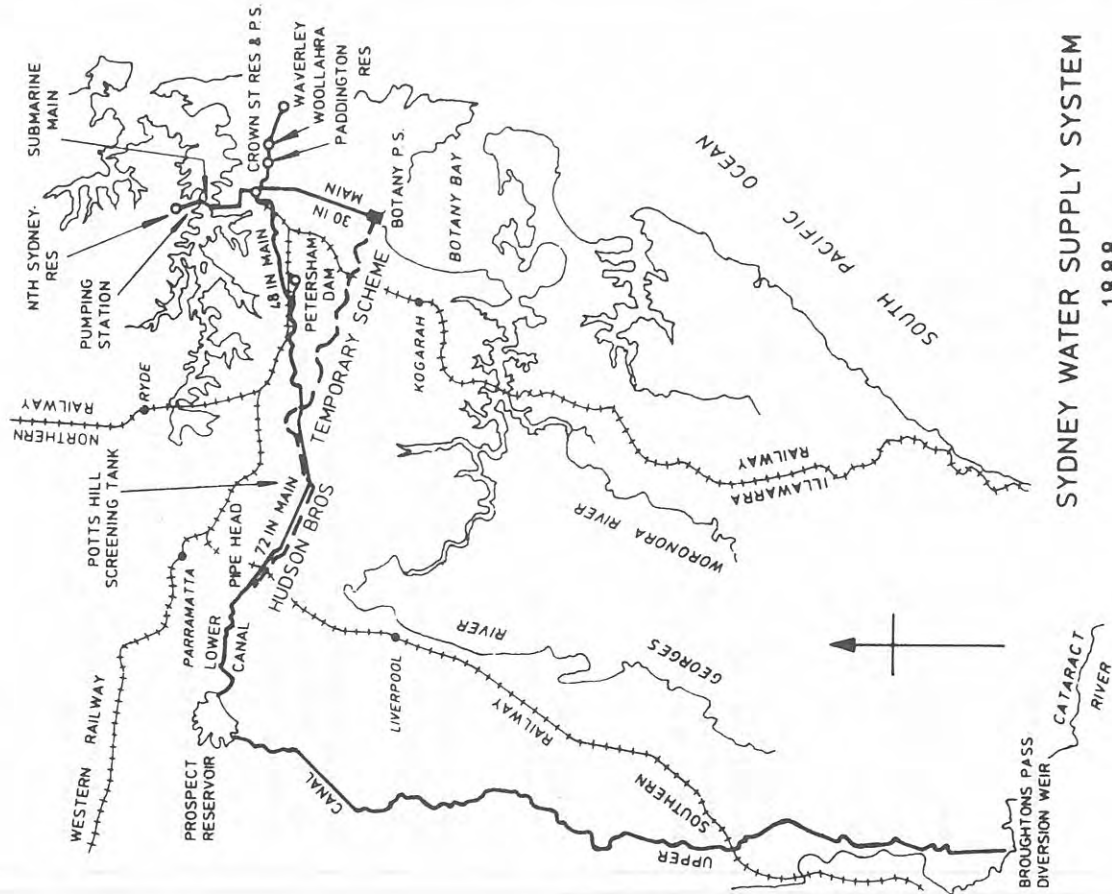 NTH SYDNEY-
RES
SUBMARINE
MAIN
PUMPING
STATION
CROWN ST RES & P.S.
WAVERLEY
WOOLLAHRA
PADDINGTON
RES
NORTHERN
RAILWAY
RYDE
POTTS HILL
SCREENING TANK
WESTERN RAILWAY
PARRAMATTA
PROSPECT
RESERVOIR
LOWER
CANAL
PIPE HEAD
72 IN MAIN
48 IN MAIN
PETERSHAM
DAM
30 IN
MAIN
BOTANY P.S.
HUDSON BROS
TEMPORARY SCHEME
BOTANY BAY
KOGARAH
LIVERPOOL
GEORGES
RIVER
WORONORA RIVER
ILLAWARRA
RAILWAY
SOUTH PACIFIC OCEAN
UPPER
CANAL
SOUTHERN
RAILWAY
BROUGHTONS PASS
DIVERSION WEIR
CATARACT
RIVER
SYDNEY WATER SUPPLY SYSTEM
1888